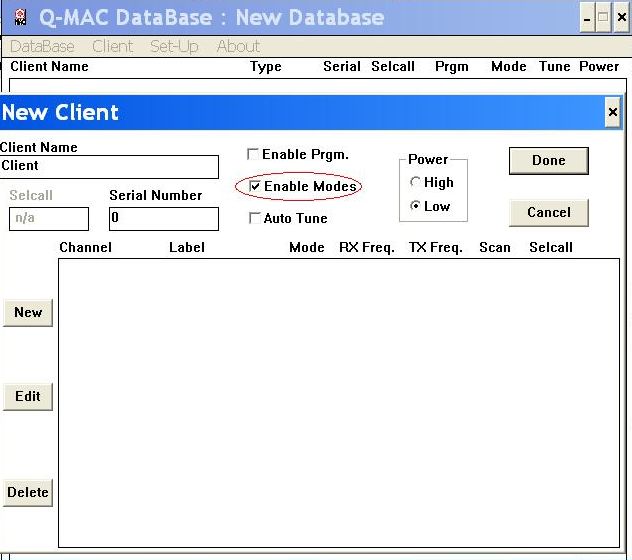 Q-MAC DataBase : New Database
DataBase Client Set-Up About
Client Name Type Serial Selcall Prgm Mode Tune Power
New Client
Client Name
Client
Enable Prgm.
Power
Done
Enable Modes
High
Selcall Serial Number
n/a 0
Low
Auto Tune
Cancel
Channel Label Mode RX Freq. TX Freq. Scan Selcall
New
Edit
Delete